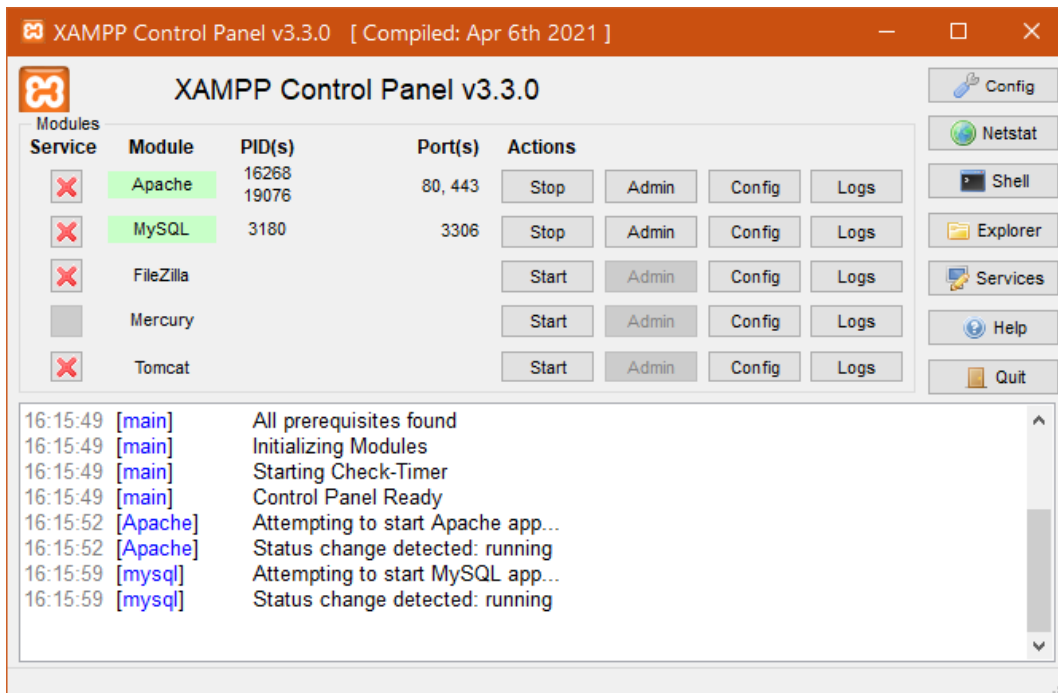 XAMPP Control Panel v3.3.0 [ Compiled: Apr 6th 2021 ]
XAMPP Control Panel v3.3.0
Config
Modules
Service Module PID(s) Port(s) Actions
Netstat
Apache 16268 19076 80, 443 Stop Admin Config Logs
Shell
MySQL 3180 3306 Stop Admin Config Logs
Explorer
FileZilla Start Admin Config Logs
Services
Mercury Start Admin Config Logs
Help
Tomcat Start Admin Config Logs
Quit
16:15:49 [main] All prerequisites found
16:15:49 [main] Initializing Modules
16:15:49 [main] Starting Check-Timer
16:15:49 [main] Control Panel Ready
16:15:52 [Apache] Attempting to start Apache app...
16:15:52 [Apache] Status change detected: running
16:15:59 [mysql] Attempting to start MySQL app...
16:15:59 [mysql] Status change detected: running